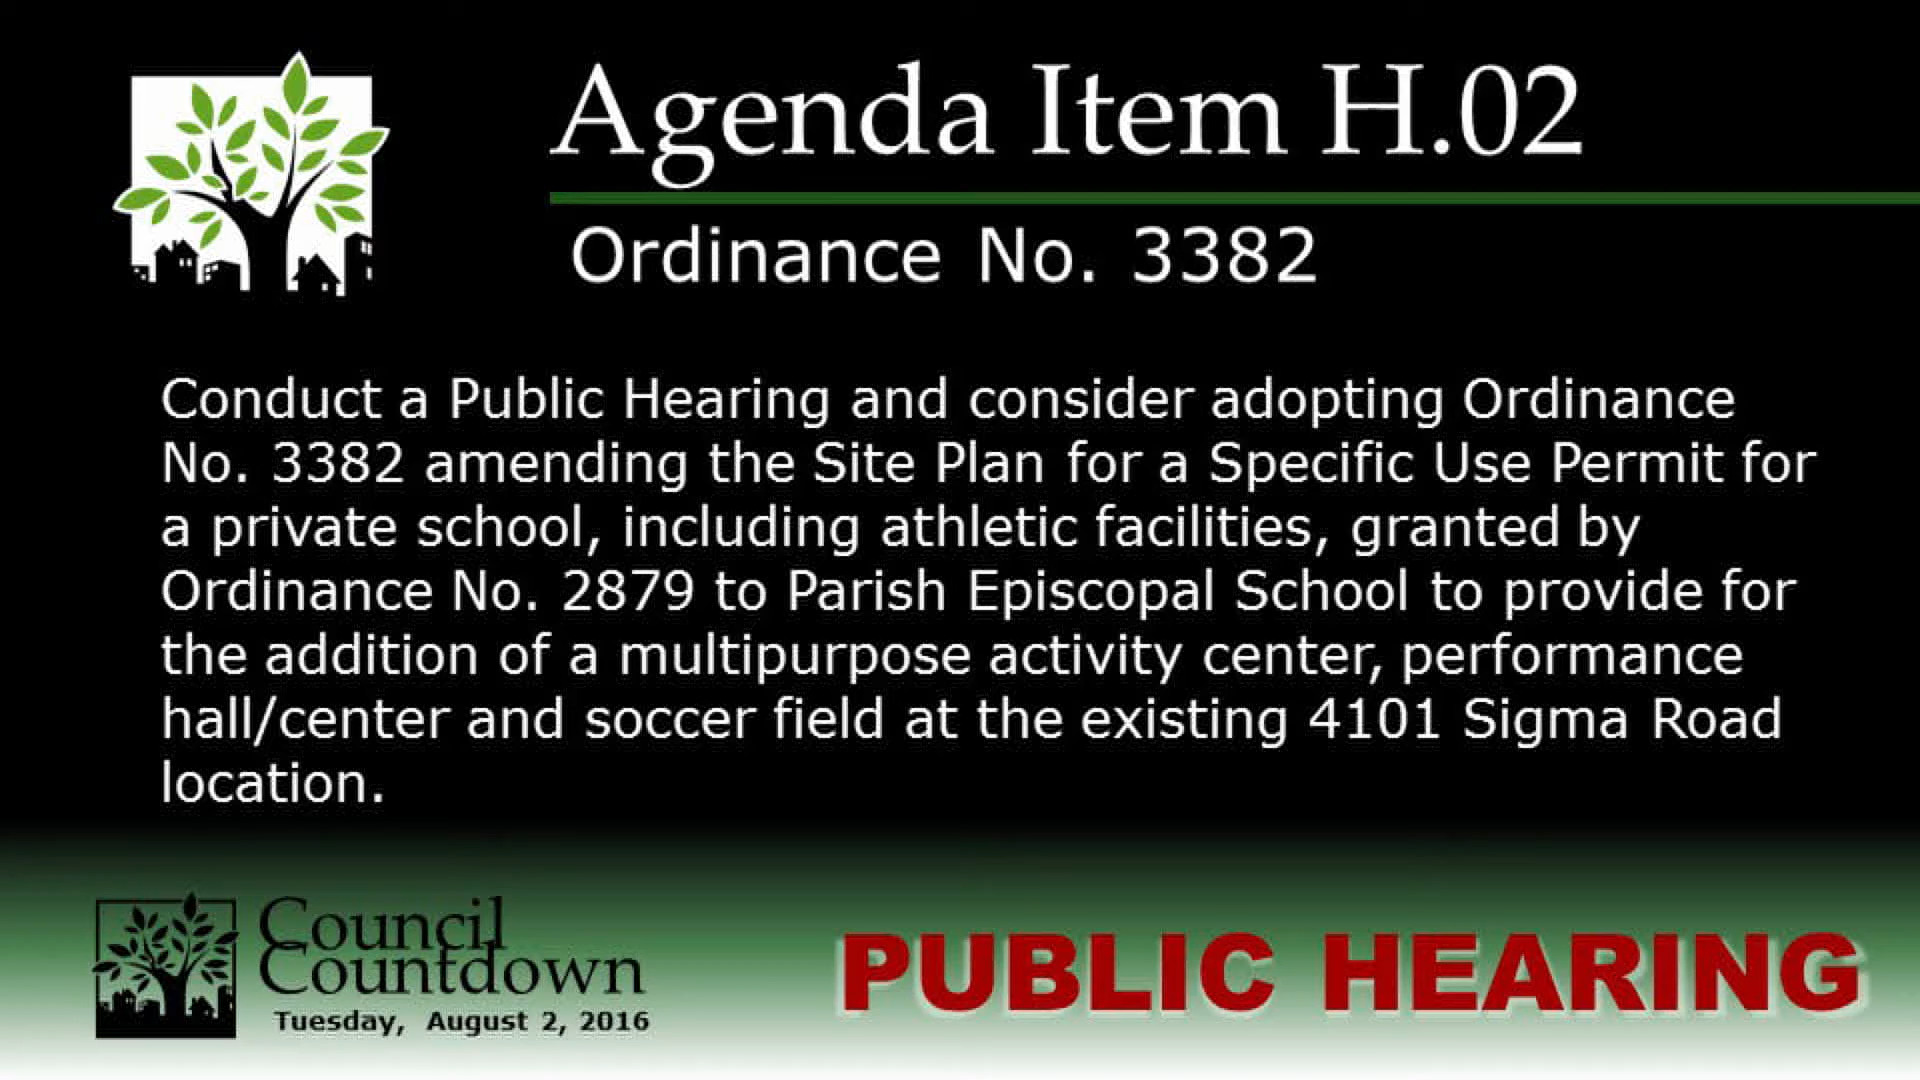 Agenda Item H.02
Ordinance No. 3382
Conduct a Public Hearing and consider adopting Ordinance
No. 3382 amending the Site Plan for a Specific Use Permit for
a private school, including athletic facilities, granted by
Ordinance No. 2879 to Parish Episcopal School to provide for
the addition of a multipurpose activity center, performance
hall/center and soccer field at the existing 4101 Sigma Road
location.
Council
Countdown
Tuesday, August 2, 2016
PUBLIC HEARING